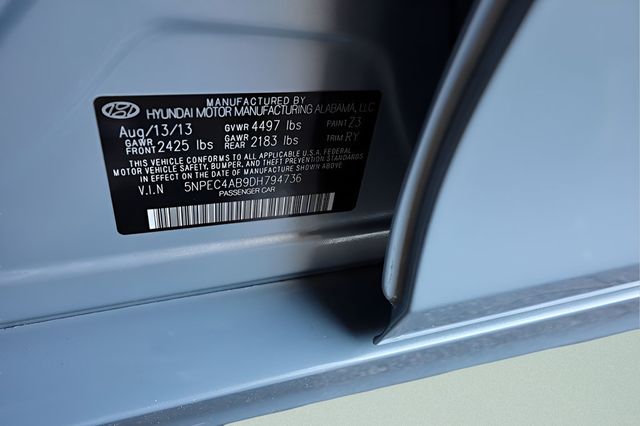 MANUFACTURED BY
HYUNDAI MOTOR MANUFACTURING ALABAMA, LLC
Aug/13/13 GVWR 4497 lbs PAINT Z3
GAWR FRONT 2425 lbs GAWR REAR 2183 lbs TRIM RY
THIS VEHICLE CONFORMS TO ALL APPLICABLE U.S.A. FEDERAL
MOTOR VEHICLE SAFETY, BUMPER, AND THEFT PREVENTION STANDARDS
IN EFFECT ON THE DATE OF MANUFACTURE SHOWN ABOVE.
V.I.N 5NPEC4AB9DH794736
PASSENGER CAR